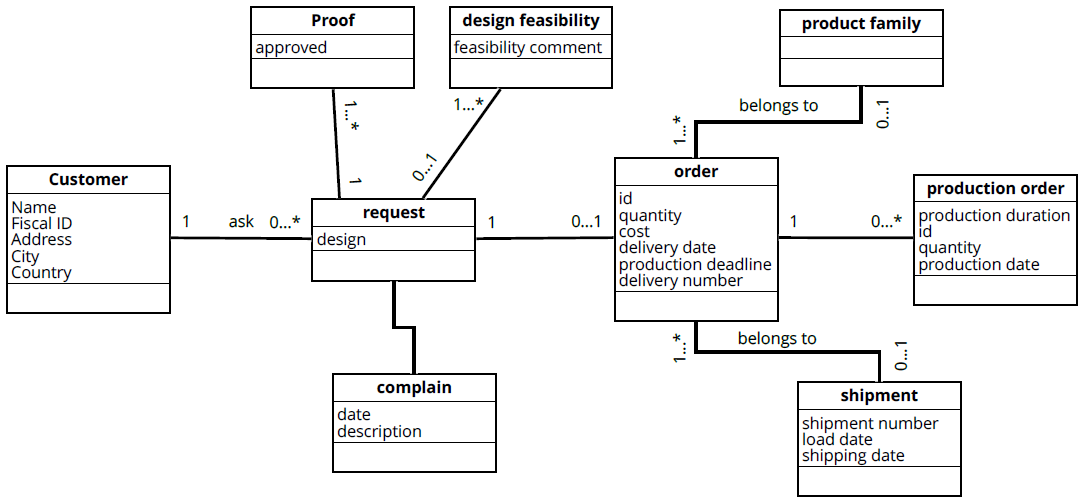 Proof
approved
1...*
1
design feasibility
feasibility comment
1...*
0...1
product family
belongs to
0...1
1...*
Customer
Name
Fiscal ID
Address
City
Country
1 ask 0...*
request
design
1 0...1
order
id
quantity
cost
delivery date
production deadline
delivery number
1 0...*
production order
production duration
id
quantity
production date
complain
date
description
1...*
belongs to
0...1
shipment
shipment number
load date
shipping date